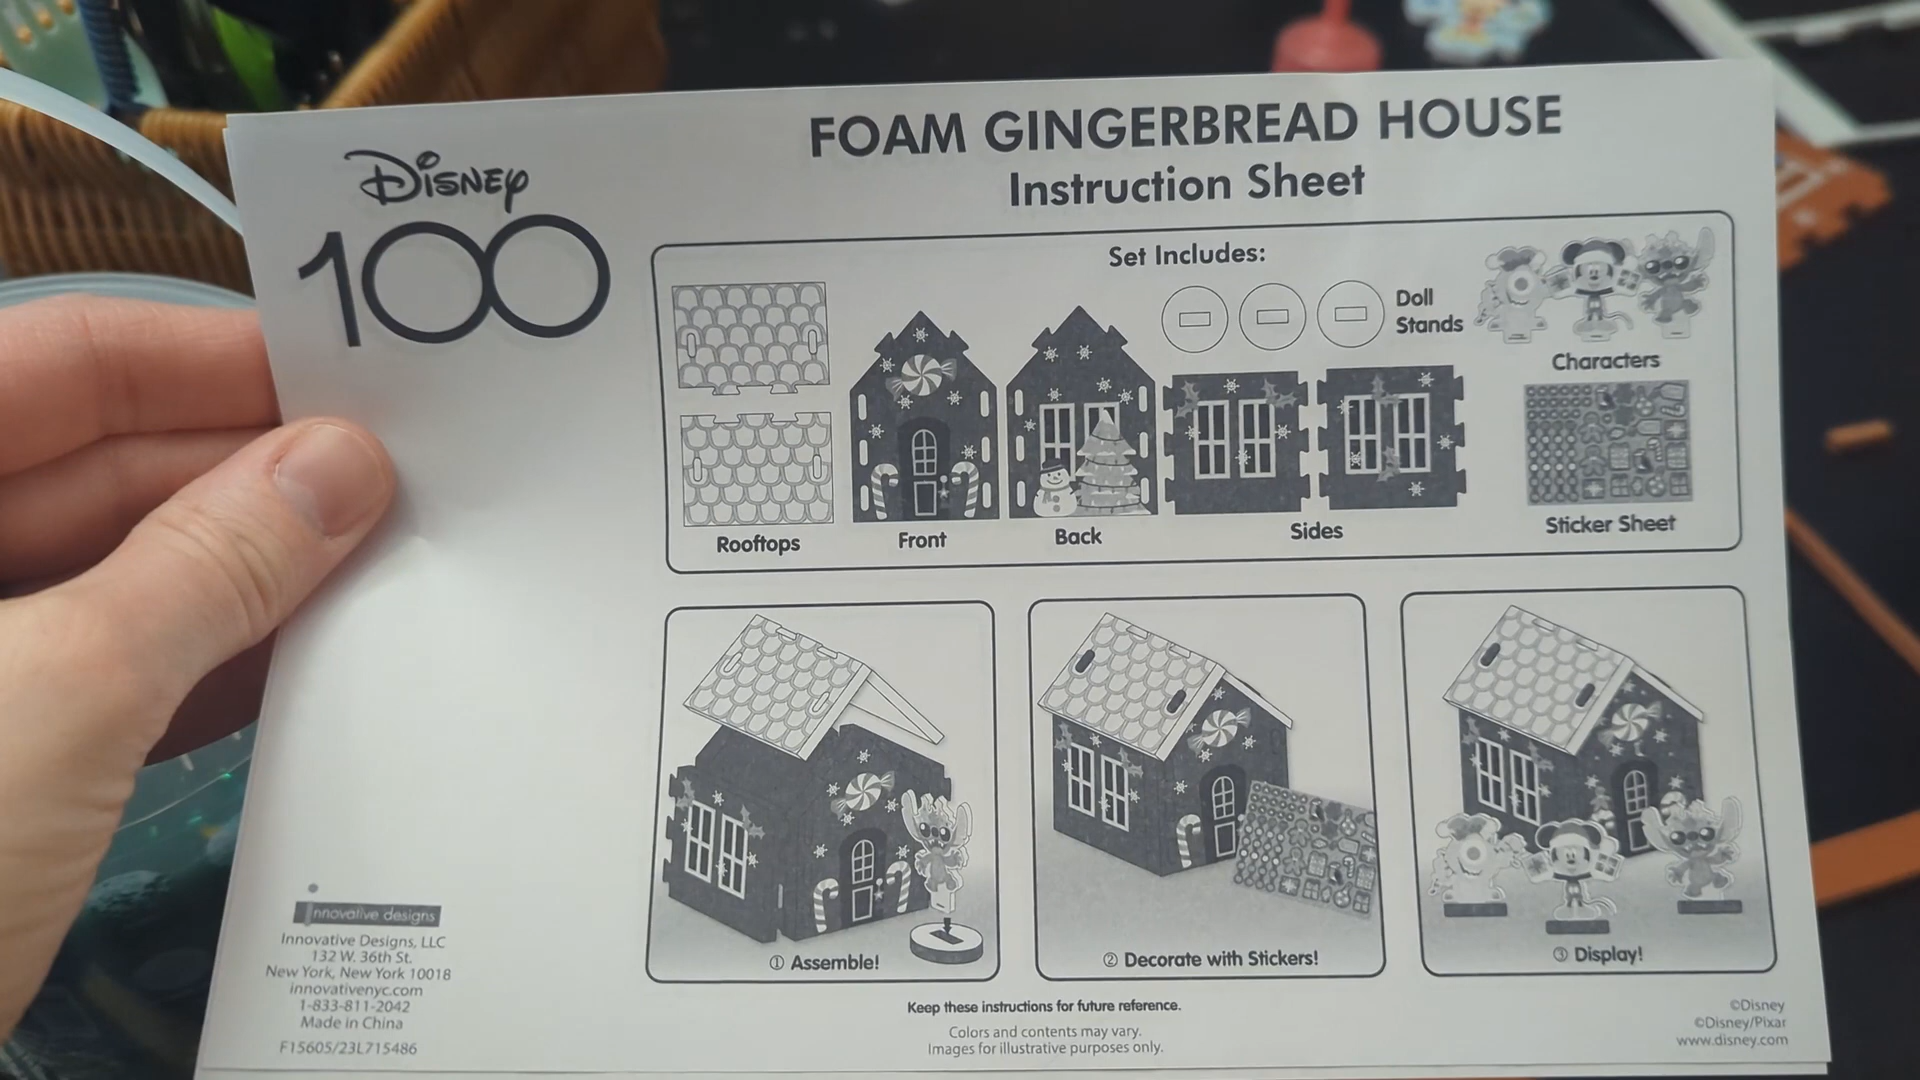 Disney
100
FOAM GINGERBREAD HOUSE
Instruction Sheet
Set Includes:
Doll
Stands
Characters
Rooftops
Front
Back
Sides
Sticker Sheet
① Assemble!
② Decorate with Stickers!
③ Display!
innovative designs
Innovative Designs, LLC
132 W. 36th St.
New York, New York 10018
innovativenyc.com
1-833-811-2042
Made in China
F15605/23L715486
Keep these instructions for future reference.
Colors and contents may vary.
Images for illustrative purposes only.
©Disney
©Disney/Pixar
www.disney.com